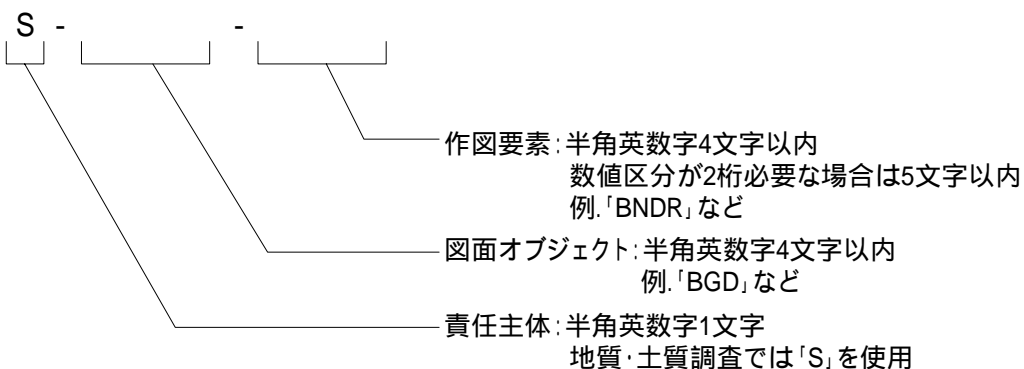 S - -
作図要素:半角英数字4文字以内
数値区分が2桁必要な場合は5文字以内
例.「BNDR」など
図面オブジェクト:半角英数字4文字以内
例.「BGD」など
責任主体:半角英数字1文字
地質・土質調査では「S」を使用